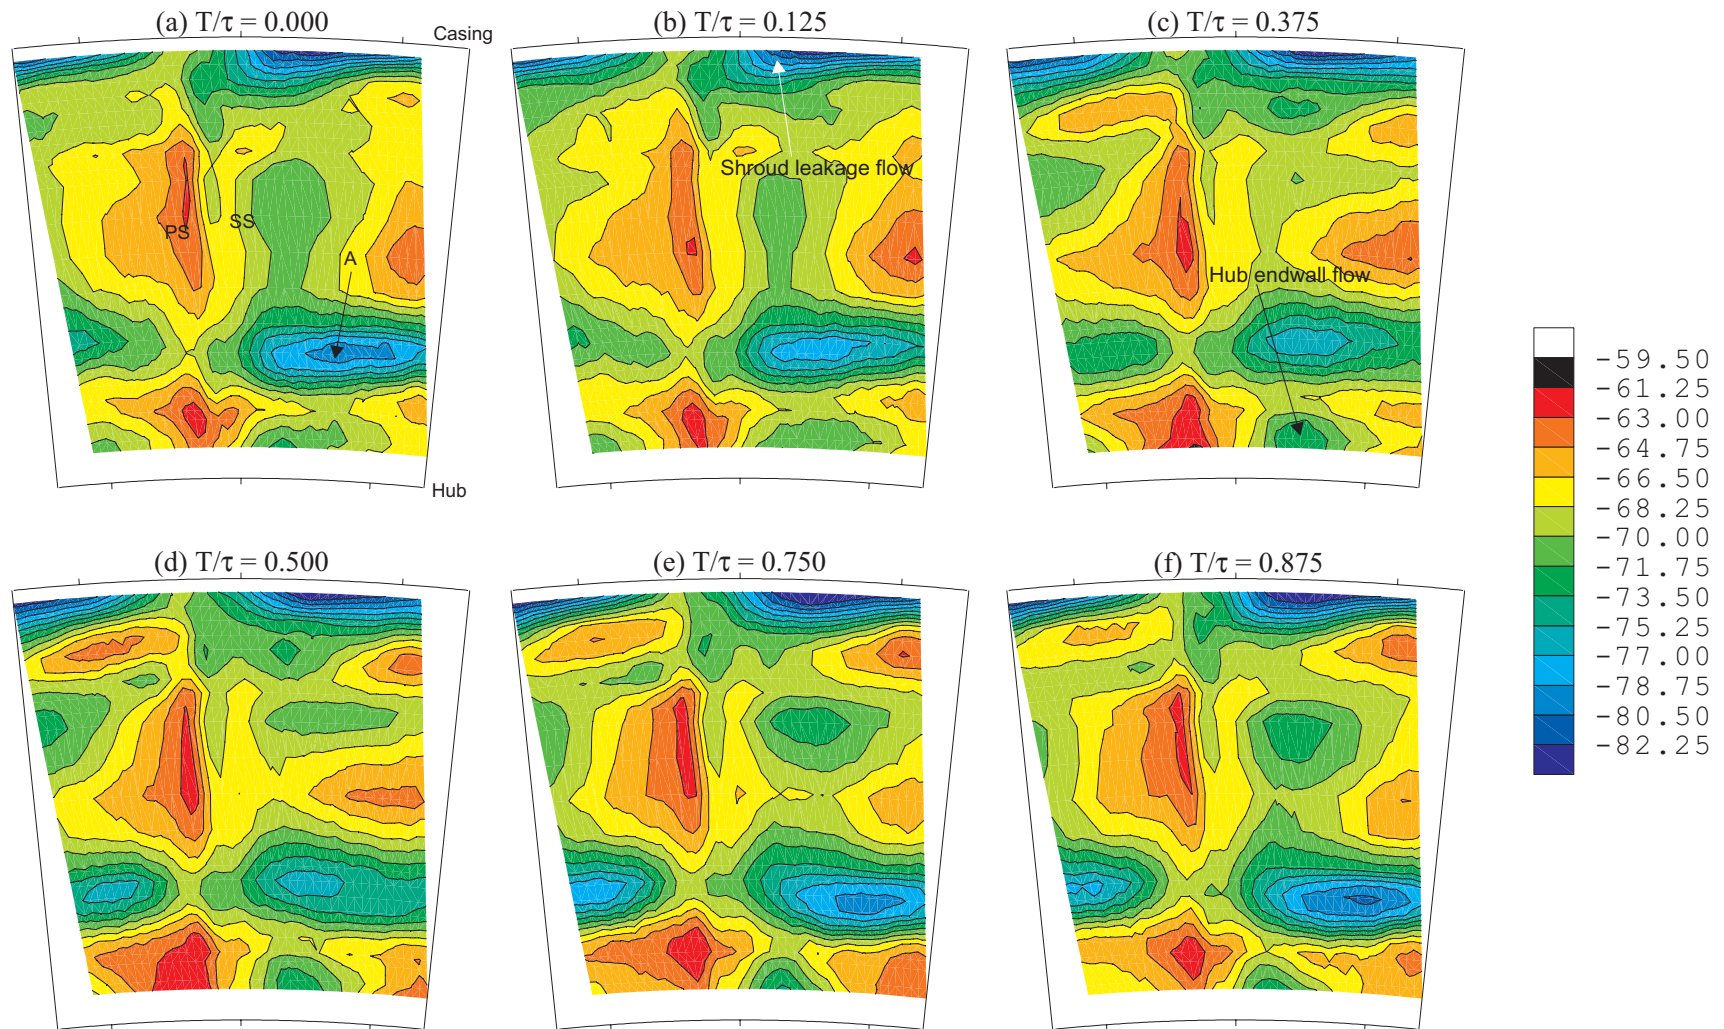 (a) T/τ = 0.000
(b) T/τ = 0.125
(c) T/τ = 0.375
Casing
Shroud leakage flow
PS
SS
A
Hub endwall flow
Hub
-59.50
-61.25
-63.00
-64.75
-66.50
-68.25
-70.00
-71.75
-73.50
-75.25
-77.00
-78.75
-80.50
-82.25
(d) T/τ = 0.500
(e) T/τ = 0.750
(f) T/τ = 0.875